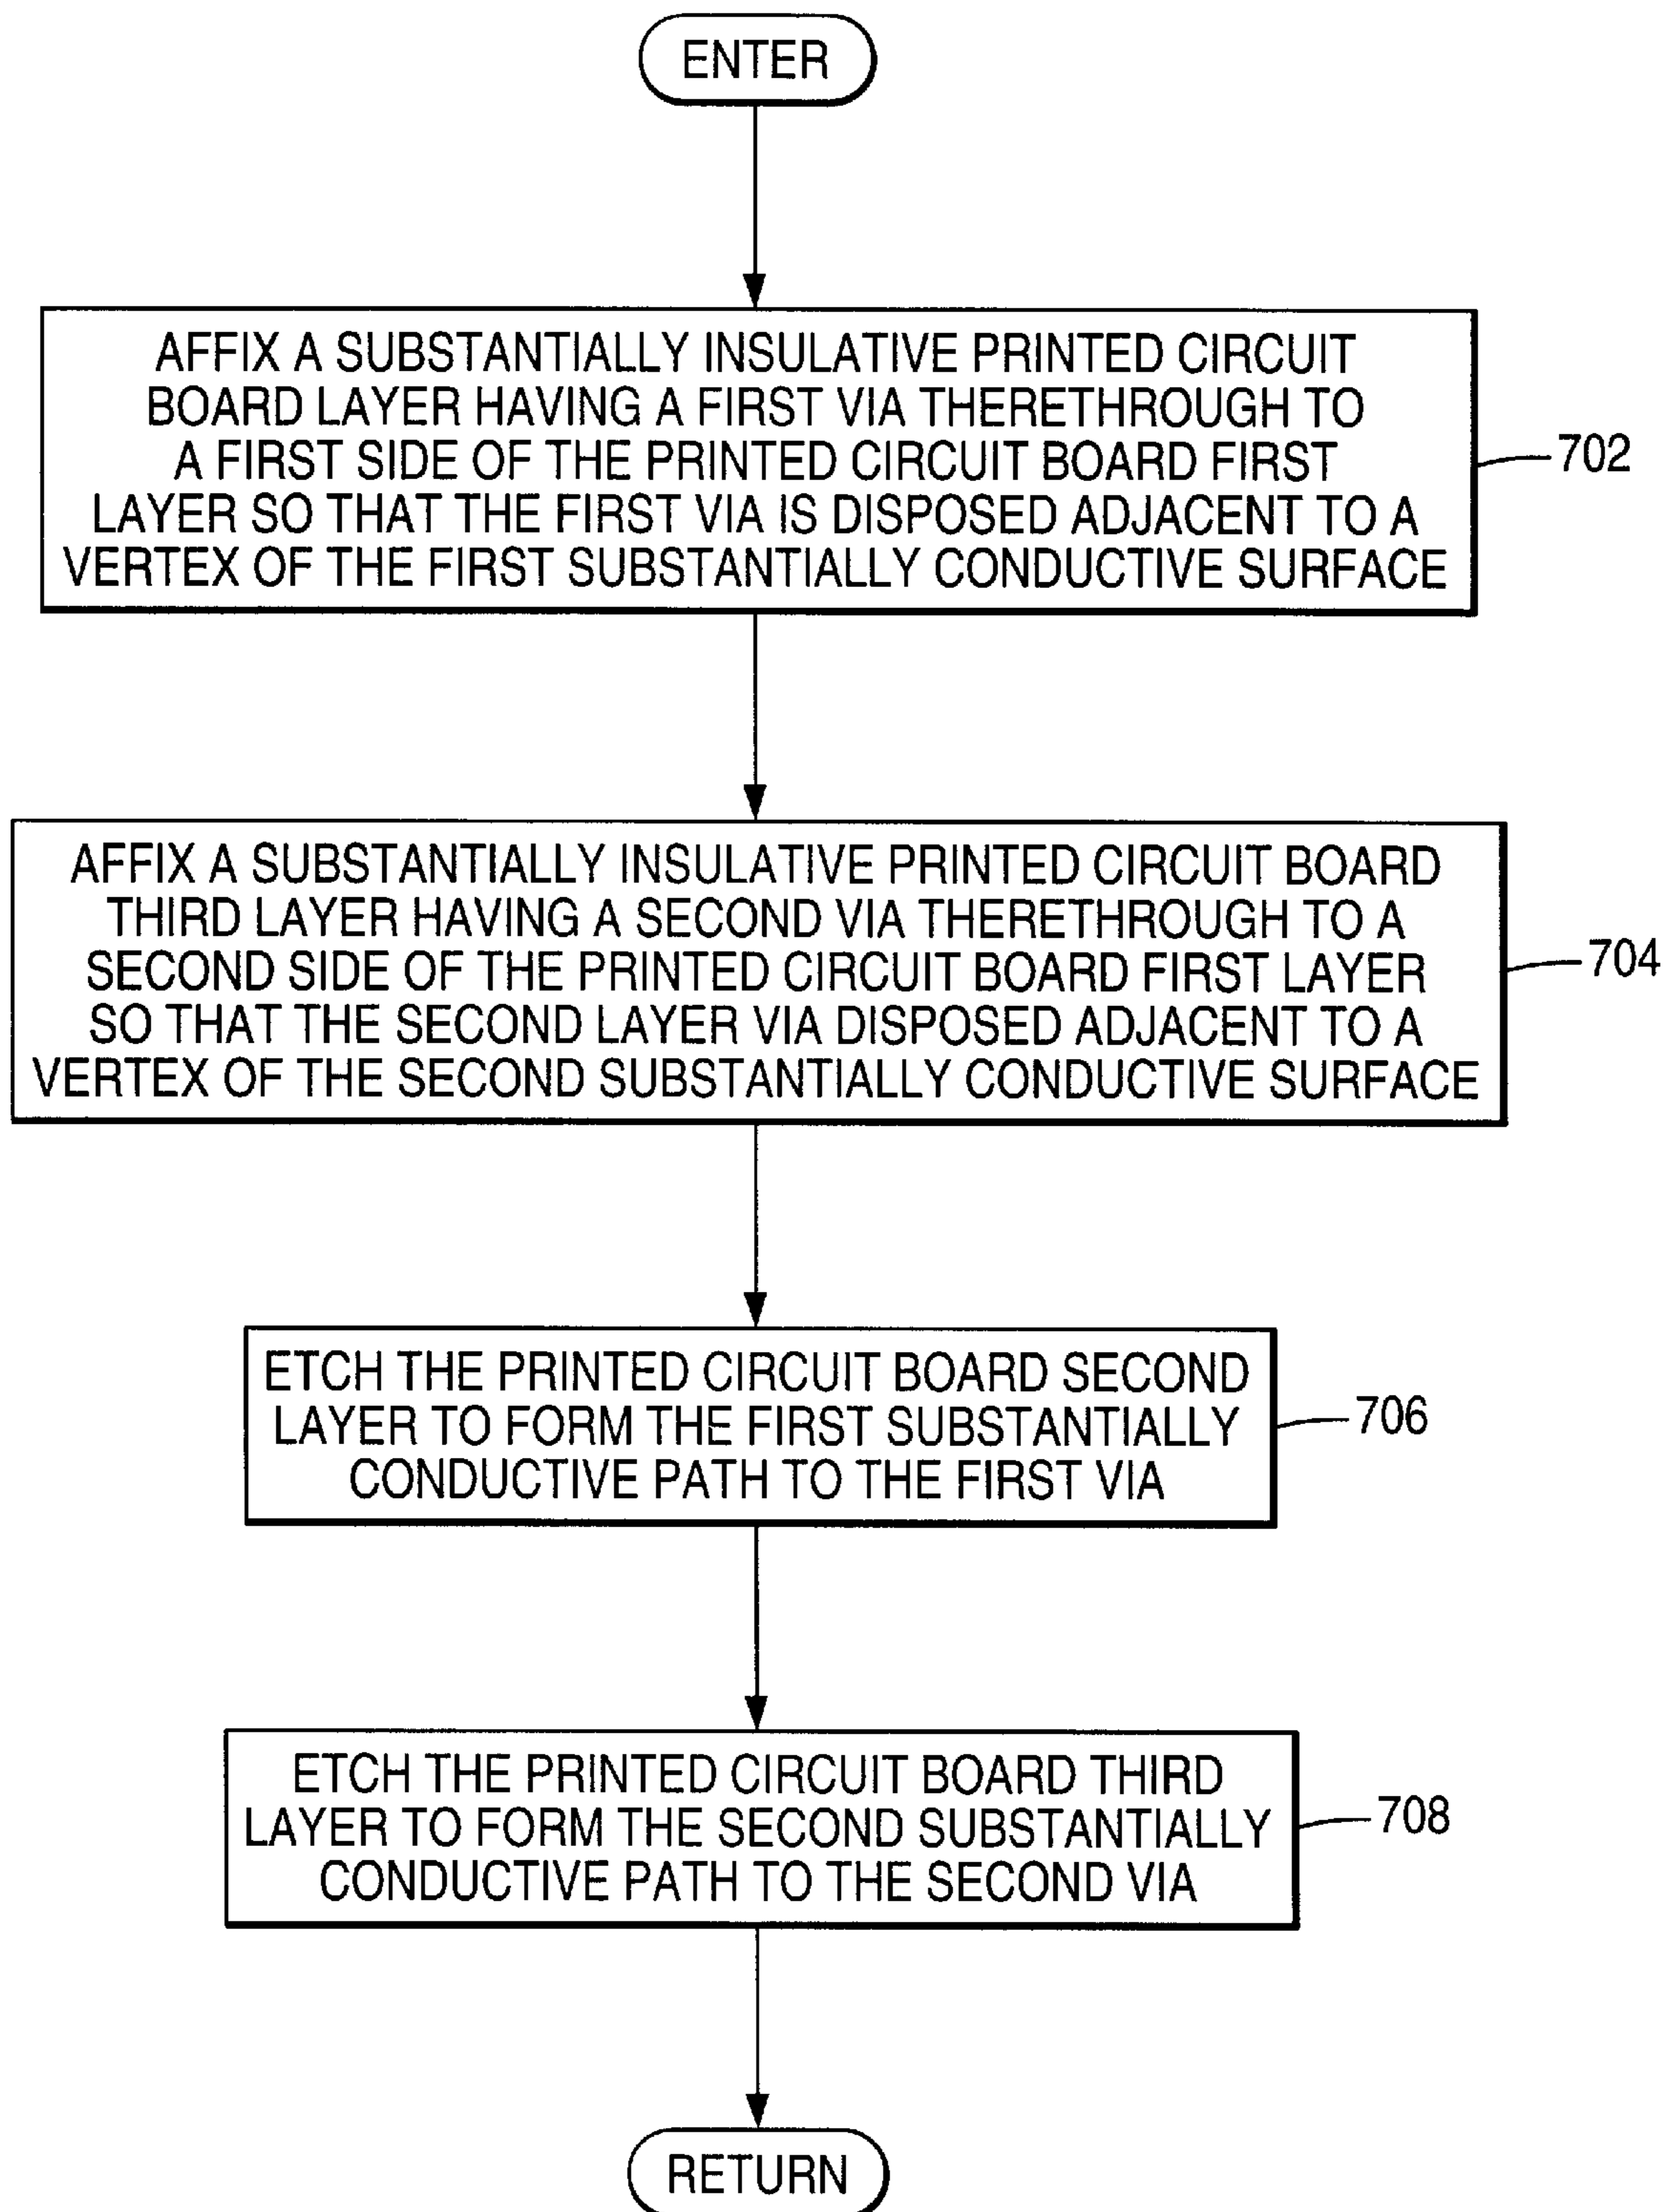 ENTER
AFFIX A SUBSTANTIALLY INSULATIVE PRINTED CIRCUIT
BOARD LAYER HAVING A FIRST VIA THERETHROUGH TO
A FIRST SIDE OF THE PRINTED CIRCUIT BOARD FIRST
LAYER SO THAT THE FIRST VIA IS DISPOSED ADJACENT TO A
VERTEX OF THE FIRST SUBSTANTIALLY CONDUCTIVE SURFACE
702
AFFIX A SUBSTANTIALLY INSULATIVE PRINTED CIRCUIT BOARD
THIRD LAYER HAVING A SECOND VIA THERETHROUGH TO A
SECOND SIDE OF THE PRINTED CIRCUIT BOARD FIRST LAYER
SO THAT THE SECOND LAYER VIA DISPOSED ADJACENT TO A
VERTEX OF THE SECOND SUBSTANTIALLY CONDUCTIVE SURFACE
704
ETCH THE PRINTED CIRCUIT BOARD SECOND
LAYER TO FORM THE FIRST SUBSTANTIALLY
CONDUCTIVE PATH TO THE FIRST VIA
706
ETCH THE PRINTED CIRCUIT BOARD THIRD
LAYER TO FORM THE SECOND SUBSTANTIALLY
CONDUCTIVE PATH TO THE SECOND VIA
708
RETURN